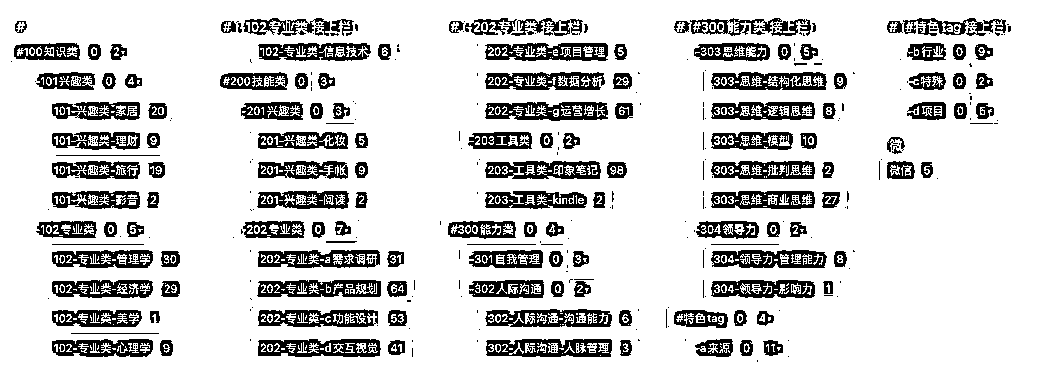 #
#100知识类 0 2
-101兴趣类 0 4
101-兴趣类-家居 20
101-兴趣类-理财 9
101-兴趣类-旅行 19
101-兴趣类-影音 2
-102专业类 0 5
102-专业类-管理学 30
102-专业类-经济学 29
102-专业类-美学 1
102-专业类-心理学 9
# (-102专业类 接上栏)
102-专业类-信息技术 6
#200技能类 0 3
-201兴趣类 0 3
201-兴趣类-化妆 5
201-兴趣类-手帐 9
201-兴趣类-阅读 2
-202专业类 0 7
202-专业类-a需求调研 31
202-专业类-b产品规划 64
202-专业类-c功能设计 53
202-专业类-d交互视觉 41
# (-202专业类 接上栏)
202-专业类-e项目管理 5
202-专业类-f数据分析 29
202-专业类-g运营增长 61
-203工具类 0 2
203-工具类-印象笔记 98
203-工具类-kindle 2
#300能力类 0 4
-301自我管理 0 3
-302人际沟通 0 2
302-人际沟通-沟通能力 6
302-人际沟通-人脉管理 3
# (#300能力类 接上栏)
-303思维能力 0 5
303-思维-结构化思维 9
303-思维-逻辑思维 8
303-思维-模型 10
303-思维-批判思维 2
303-思维-商业思维 27
-304领导力 0 2
304-领导力-管理能力 8
304-领导力-影响力 1
#特色tag 0 4
-a来源 0 11
# (#特色tag 接上栏)
-b行业 0 9
-c特殊 0 2
-d项目 0 5
微
微信 5